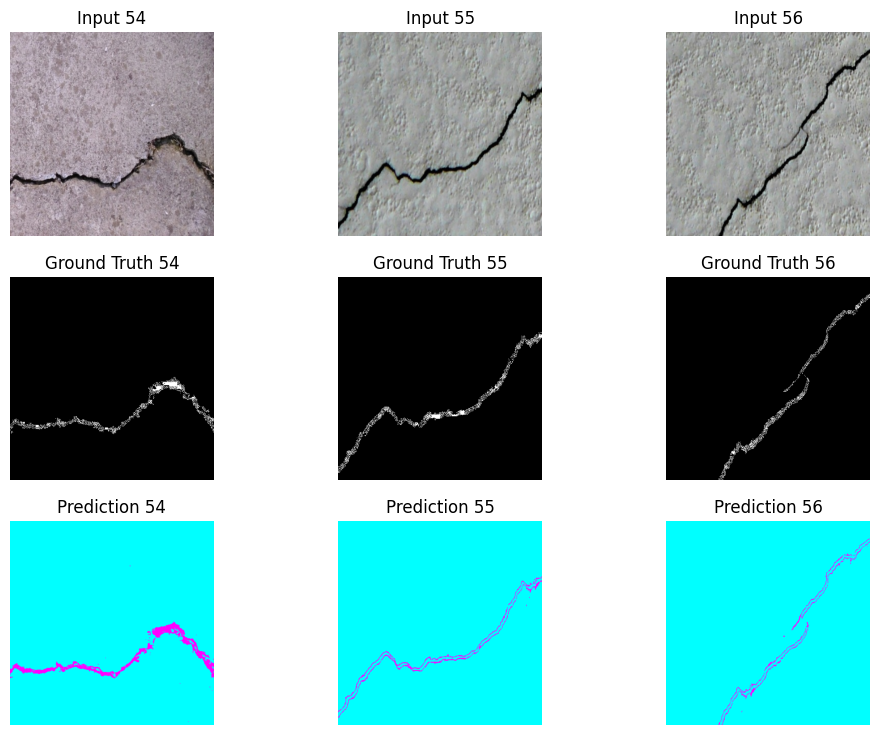 Input 54
Input 55
Input 56
Ground Truth 54
Ground Truth 55
Ground Truth 56
Prediction 54
Prediction 55
Prediction 56